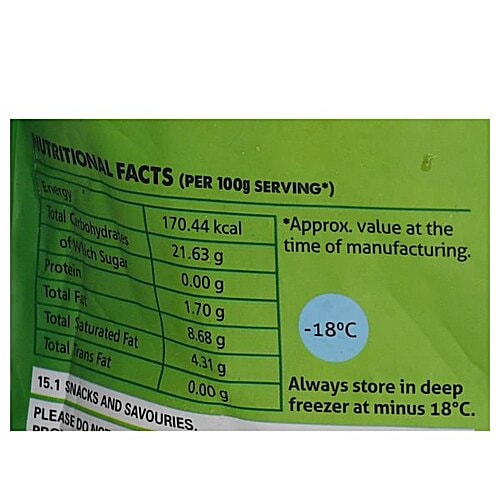 NUTRITIONAL FACTS (PER 100g SERVING*)
Energy 170.44 kcal
Total Carbohydrates 21.63 g
of Which Sugar 0.00 g
Protein 1.70 g
Total Fat 8.68 g
Total Saturated Fat 4.31 g
Total Trans Fat 0.00 g
*Approx. value at the
time of manufacturing.
-18ºC
Always store in deep
freezer at minus 18°C.
15.1 SNACKS AND SAVOURIES.
PLEASE DO NOT